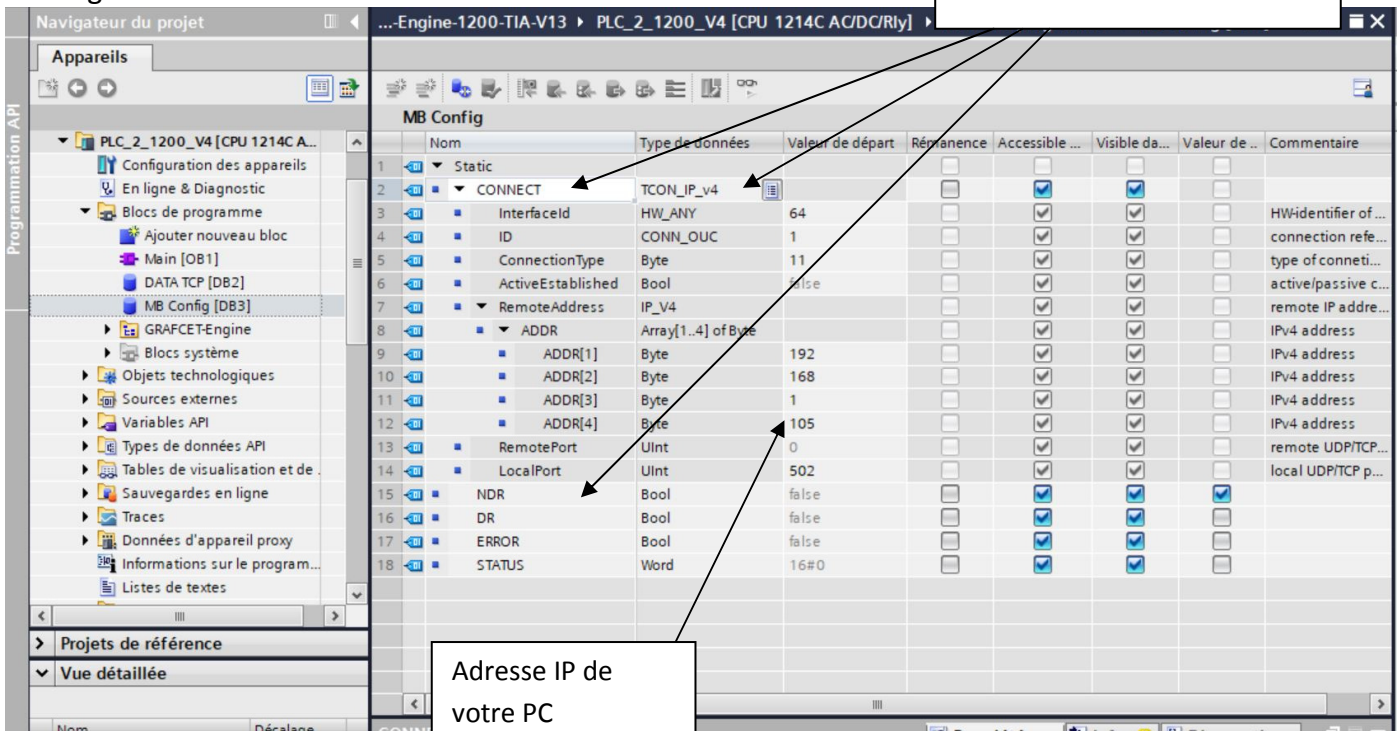 Navigateur du projet
...-Engine-1200-TIA-V13 ▸ PLC_2_1200_V4 [CPU 1214C AC/DC/Rly] ▸
Appareils
Programmation API
PLC_2_1200_V4 [CPU 1214C A...
Configuration des appareils
En ligne & Diagnostic
Blocs de programme
Ajouter nouveau bloc
Main [OB1]
DATA TCP [DB2]
MB Config [DB3]
GRAFCET-Engine
Blocs système
Objets technologiques
Sources externes
Variables API
Types de données API
Tables de visualisation et de
Sauvegardes en ligne
Traces
Données d'appareil proxy
Informations sur le program...
Listes de textes
Projets de référence
Vue détaillée
Nom Décalage
MB Config
Nom Type de données Valeur de départ Rémanence Accessible ... Visible da... Valeur de .. Commentaire
1 Static
2 CONNECT TCON_IP_v4
3 InterfaceId HW_ANY 64 HW-identifier of ...
4 ID CONN_OUC 1 connection refe...
5 ConnectionType Byte 11 type of conneti...
6 ActiveEstablished Bool false active/passive c...
7 RemoteAddress IP_V4 remote IP addre...
8 ADDR Array[1..4] of Byte IPv4 address
9 ADDR[1] Byte 192 IPv4 address
10 ADDR[2] Byte 168 IPv4 address
11 ADDR[3] Byte 1 IPv4 address
12 ADDR[4] Byte 105 IPv4 address
13 RemotePort UInt 0 remote UDP/TCP...
14 LocalPort UInt 502 local UDP/TCP p...
15 NDR Bool false
16 DR Bool false
17 ERROR Bool false
18 STATUS Word 16#0
Adresse IP de
votre PC